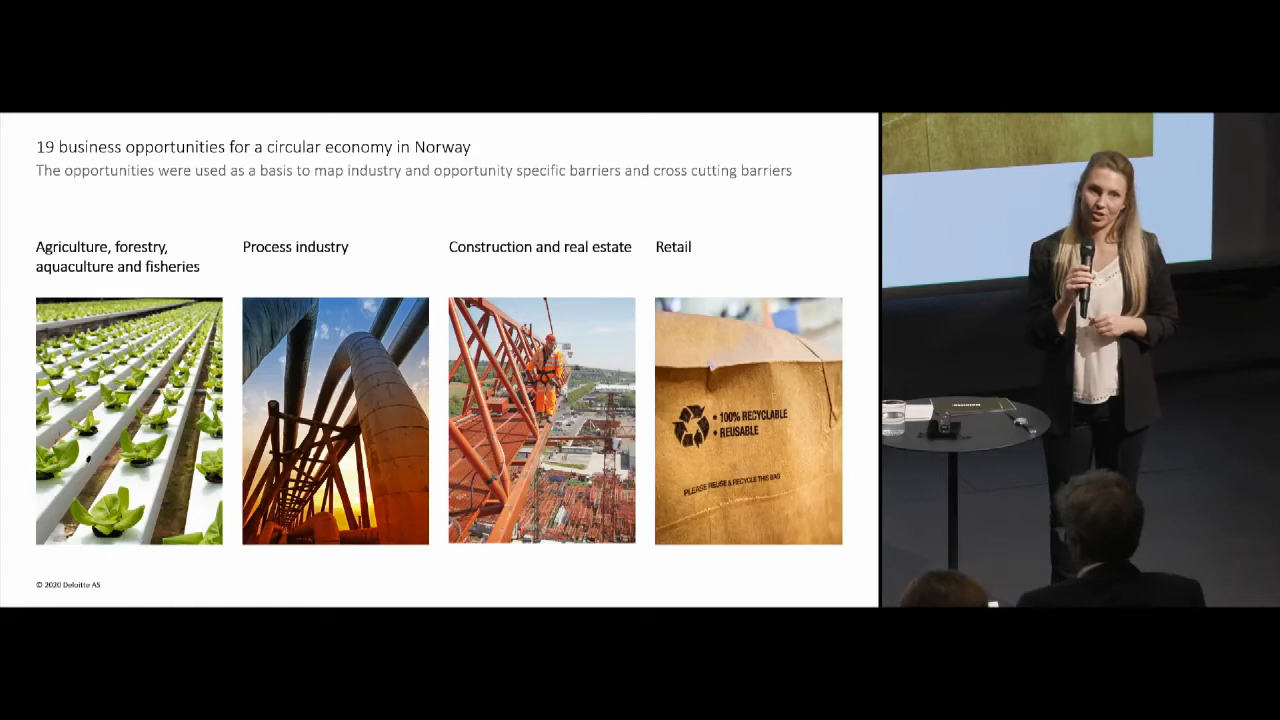 19 business opportunities for a circular economy in Norway
The opportunities were used as a basis to map industry and opportunity specific barriers and cross cutting barriers
Agriculture, forestry,
aquaculture and fisheries
Process industry
Construction and real estate
Retail
• 100% RECYCLABLE
• REUSABLE
PLEASE REUSE & RECYCLE THIS BAG
© 2020 Deloitte AS